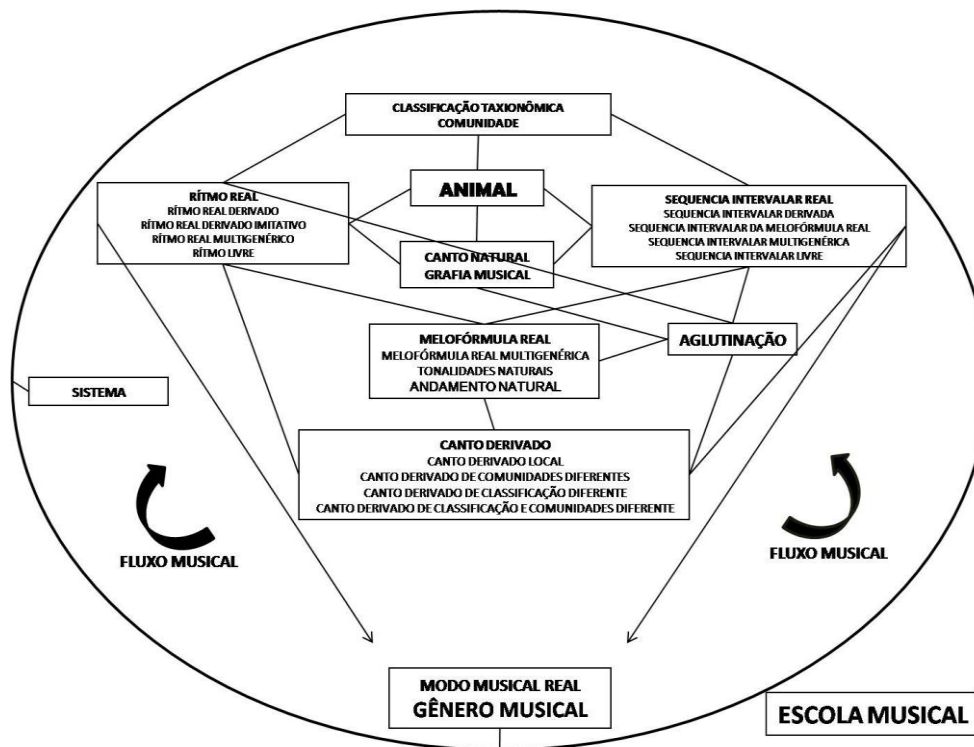 CLASSIFICAÇÃO TAXIONÔMICA
COMUNIDADE
ANIMAL
RÍTMO REAL
RÍTMO REAL DERIVADO
RÍTMO REAL DERIVADO IMITATIVO
RÍTMO REAL MULTIGENÉRICO
RÍTMO LIVRE
SEQUENCIA INTERVALAR REAL
SEQUENCIA INTERVALAR DERIVADA
SEQUENCIA INTERVALAR DA MELOFÓRMULA REAL
SEQUENCIA INTERVALAR MULTIGENÉRICA
SEQUENCIA INTERVALAR LIVRE
CANTO NATURAL
GRAFIA MUSICAL
MELOFÓRMULA REAL
MELOFÓRMULA REAL MULTIGENÉRICA
TONALIDADES NATURAIS
ANDAMENTO NATURAL
AGLUTINAÇÃO
SISTEMA
CANTO DERIVADO
CANTO DERIVADO LOCAL
CANTO DERIVADO DE COMUNIDADES DIFERENTES
CANTO DERIVADO DE CLASSIFICAÇÃO DIFERENTE
CANTO DERIVADO DE CLASSIFICAÇÃO E COMUNIDADES DIFERENTE
FLUXO MUSICAL
FLUXO MUSICAL
MODO MUSICAL REAL
GÊNERO MUSICAL
ESCOLA MUSICAL